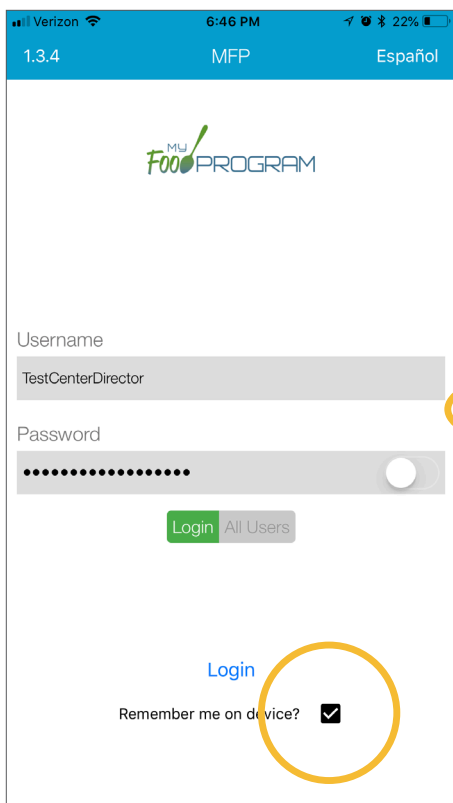 Verizon 6:46 PM 22%
1.3.4 MFP Español
MY
FOOD PROGRAM
Username
TestCenterDirector
Password
••••••••••••••••••
Login All Users
Login
Remember me on device?